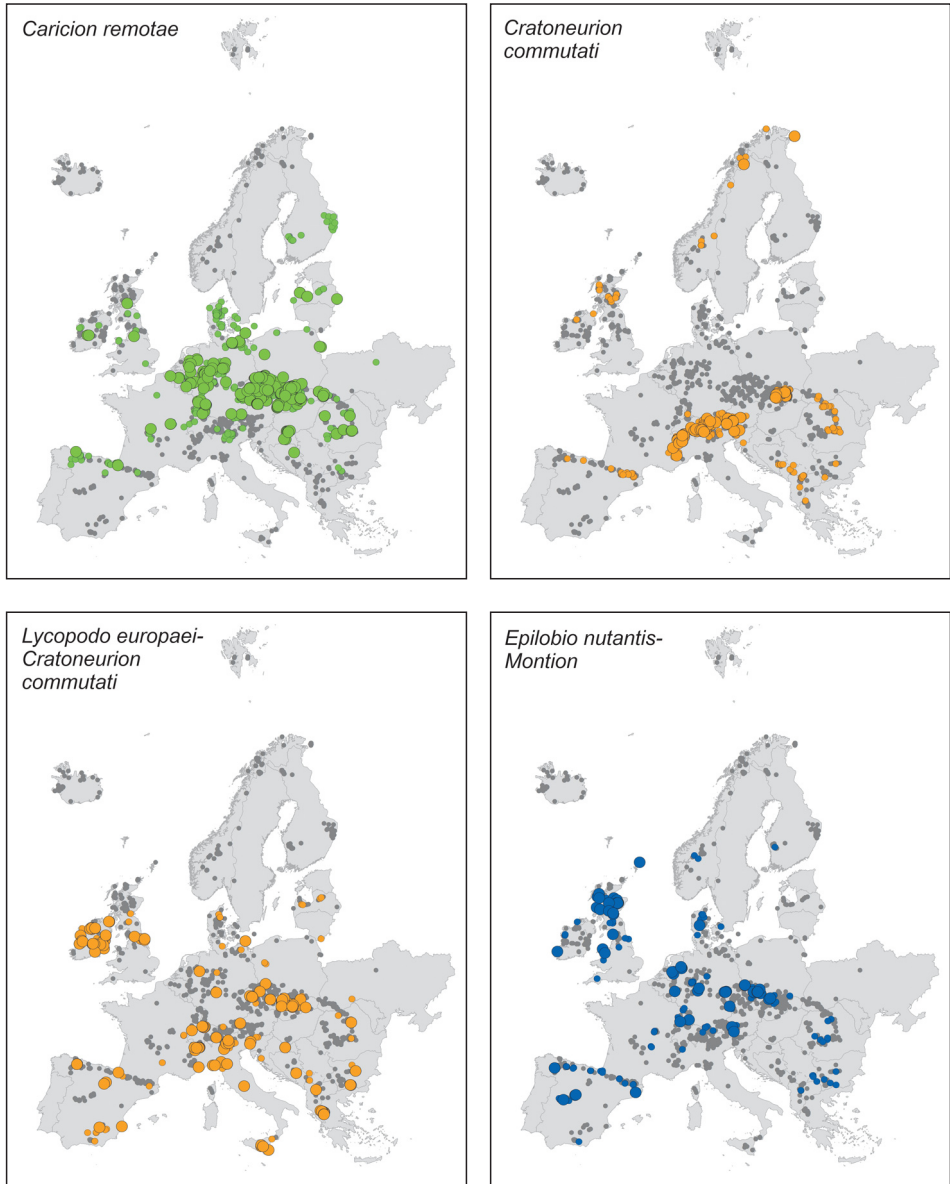 Caricion remotae
Cratoneurion
commutati
Lycopodo europaei-
Cratoneurion
commutati
Epilobio nutantis-
Montion